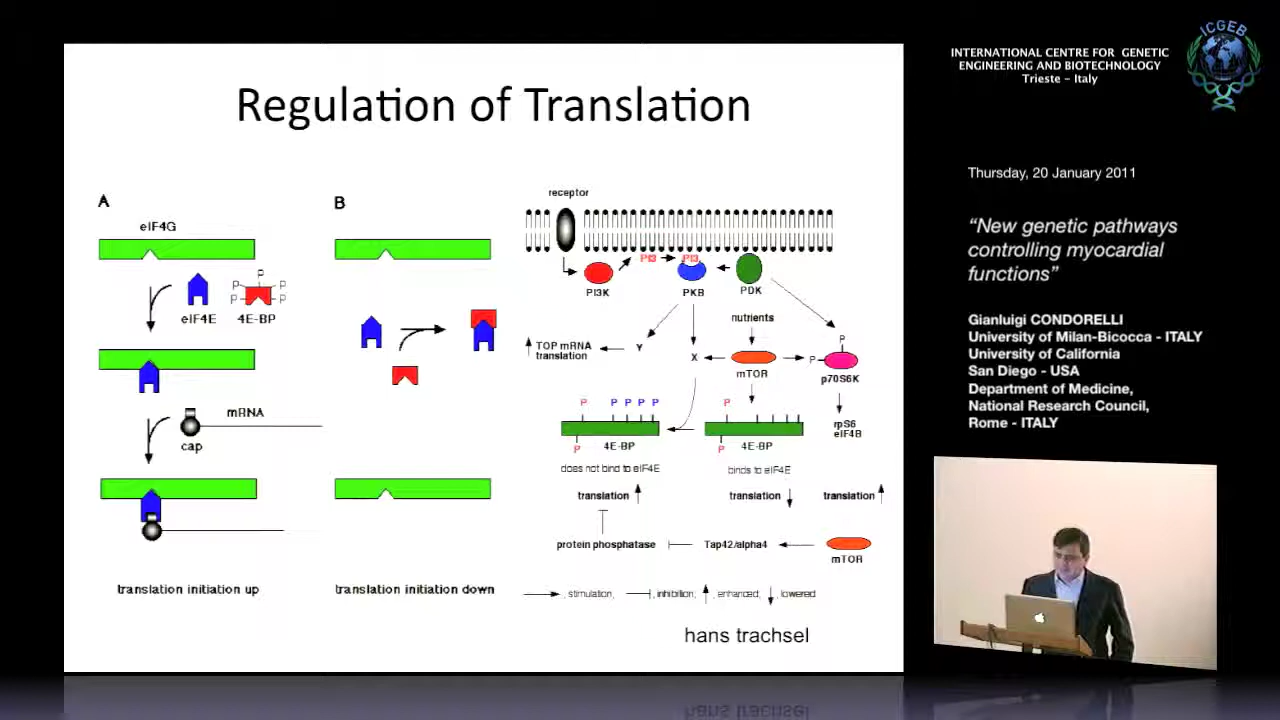 Regulation of Translation
A
eIF4G
eIF4E
4E-BP
P
P
P
P
P
mRNA
cap
translation initiation up
B
translation initiation down
receptor
PI3
PI3
PI3K
PKB
PDK
nutrients
TOP mRNA
translation
Y
X
mTOR
P
P
p70S6K
P
P P P P
P
4E-BP
P
P
4E-BP
rpS6
eIF4B
does not bind to eIF4E
binds to eIF4E
translation
translation
translation
protein phosphatase
Tap42/alpha4
mTOR
, stimulation,
, inhibition,
, enhanced,
, lowered
hans trachsel
INTERNATIONAL CENTRE FOR GENETIC
ENGINEERING AND BIOTECHNOLOGY
Trieste - Italy
ICGEB
Thursday, 20 January 2011
“New genetic pathways
controlling myocardial
functions”
Gianluigi CONDORELLI
University of Milan-Bicocca - ITALY
University of California
San Diego - USA
Department of Medicine,
National Research Council,
Rome - ITALY